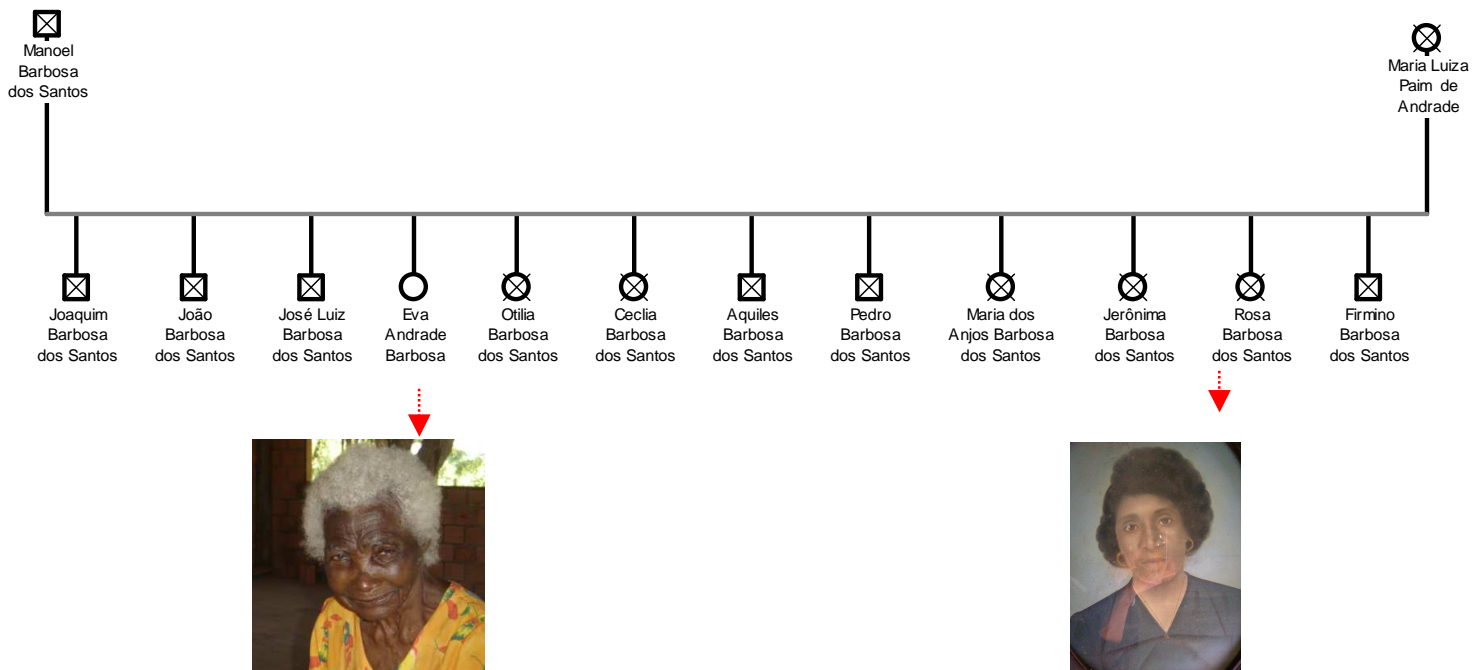 Manoel
Barbosa
dos Santos
Maria Luiza
Paim de
Andrade
Joaquim
Barbosa
dos Santos
João
Barbosa
dos Santos
José Luiz
Barbosa
dos Santos
Eva
Andrade
Barbosa
Otilia
Barbosa
dos Santos
Ceclia
Barbosa
dos Santos
Aquiles
Barbosa
dos Santos
Pedro
Barbosa
dos Santos
Maria dos
Anjos Barbosa
dos Santos
Jerônima
Barbosa
dos Santos
Rosa
Barbosa
dos Santos
Firmino
Barbosa
dos Santos